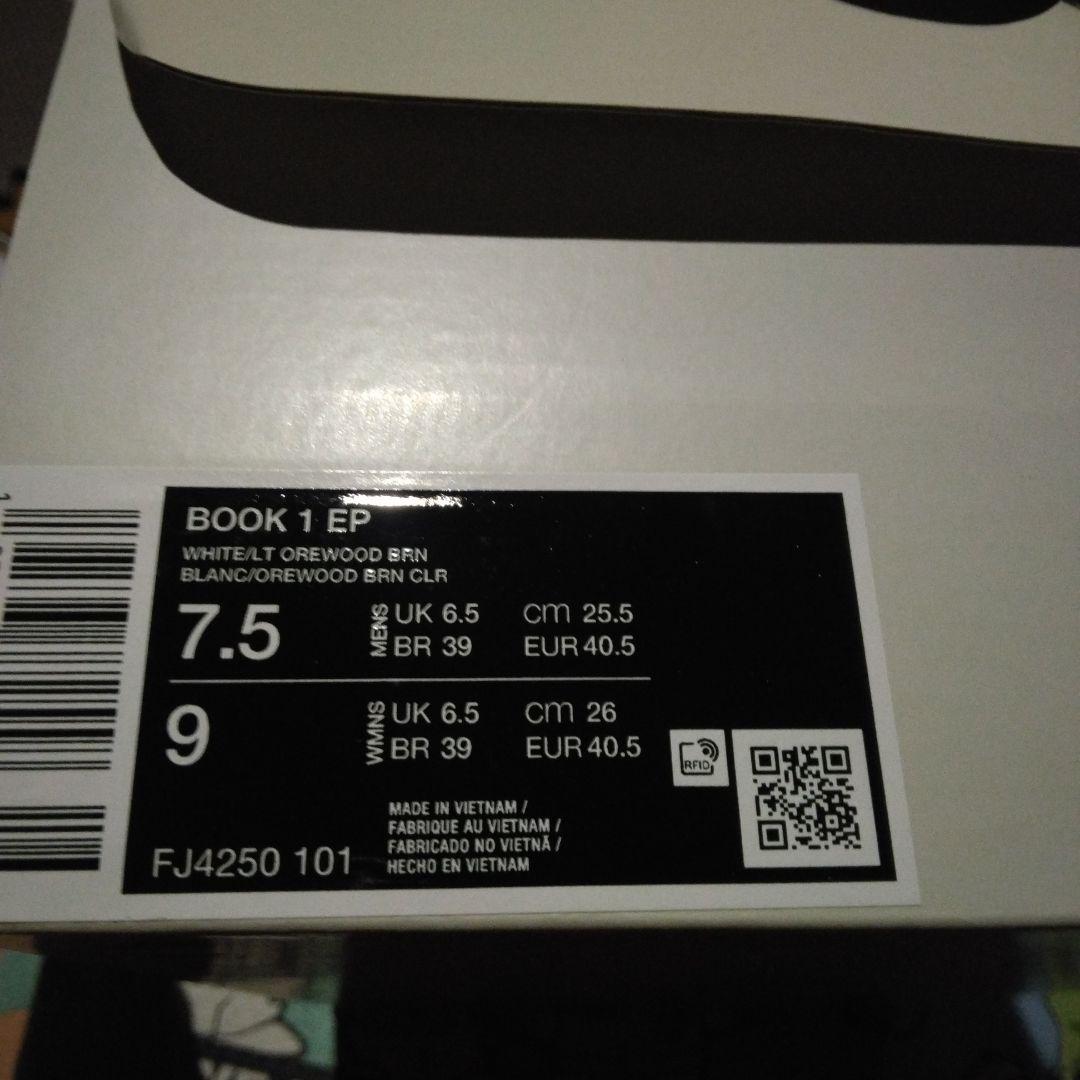 BOOK 1 EP
WHITE/LT OREWOOD BRN
BLANC/OREWOOD BRN CLR
7.5 MENS UK 6.5 cm 25.5
BR 39 EUR 40.5
9 WMNS UK 6.5 cm 26
BR 39 EUR 40.5
RFID
MADE IN VIETNAM /
FABRIQUE AU VIETNAM /
FABRICADO NO VIETNÃ /
HECHO EN VIETNAM
FJ4250 101